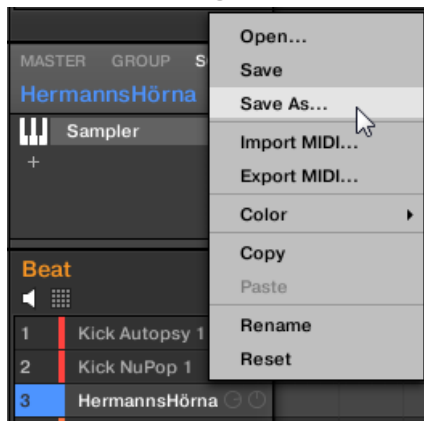 MASTER GROUP
HermannsHörna
Sampler
+
Beat
1 Kick Autopsy 1
2 Kick NuPop 1
3 HermannsHörna
Open...
Save
Save As...
Import MIDI...
Export MIDI...
Color
Copy
Paste
Rename
Reset